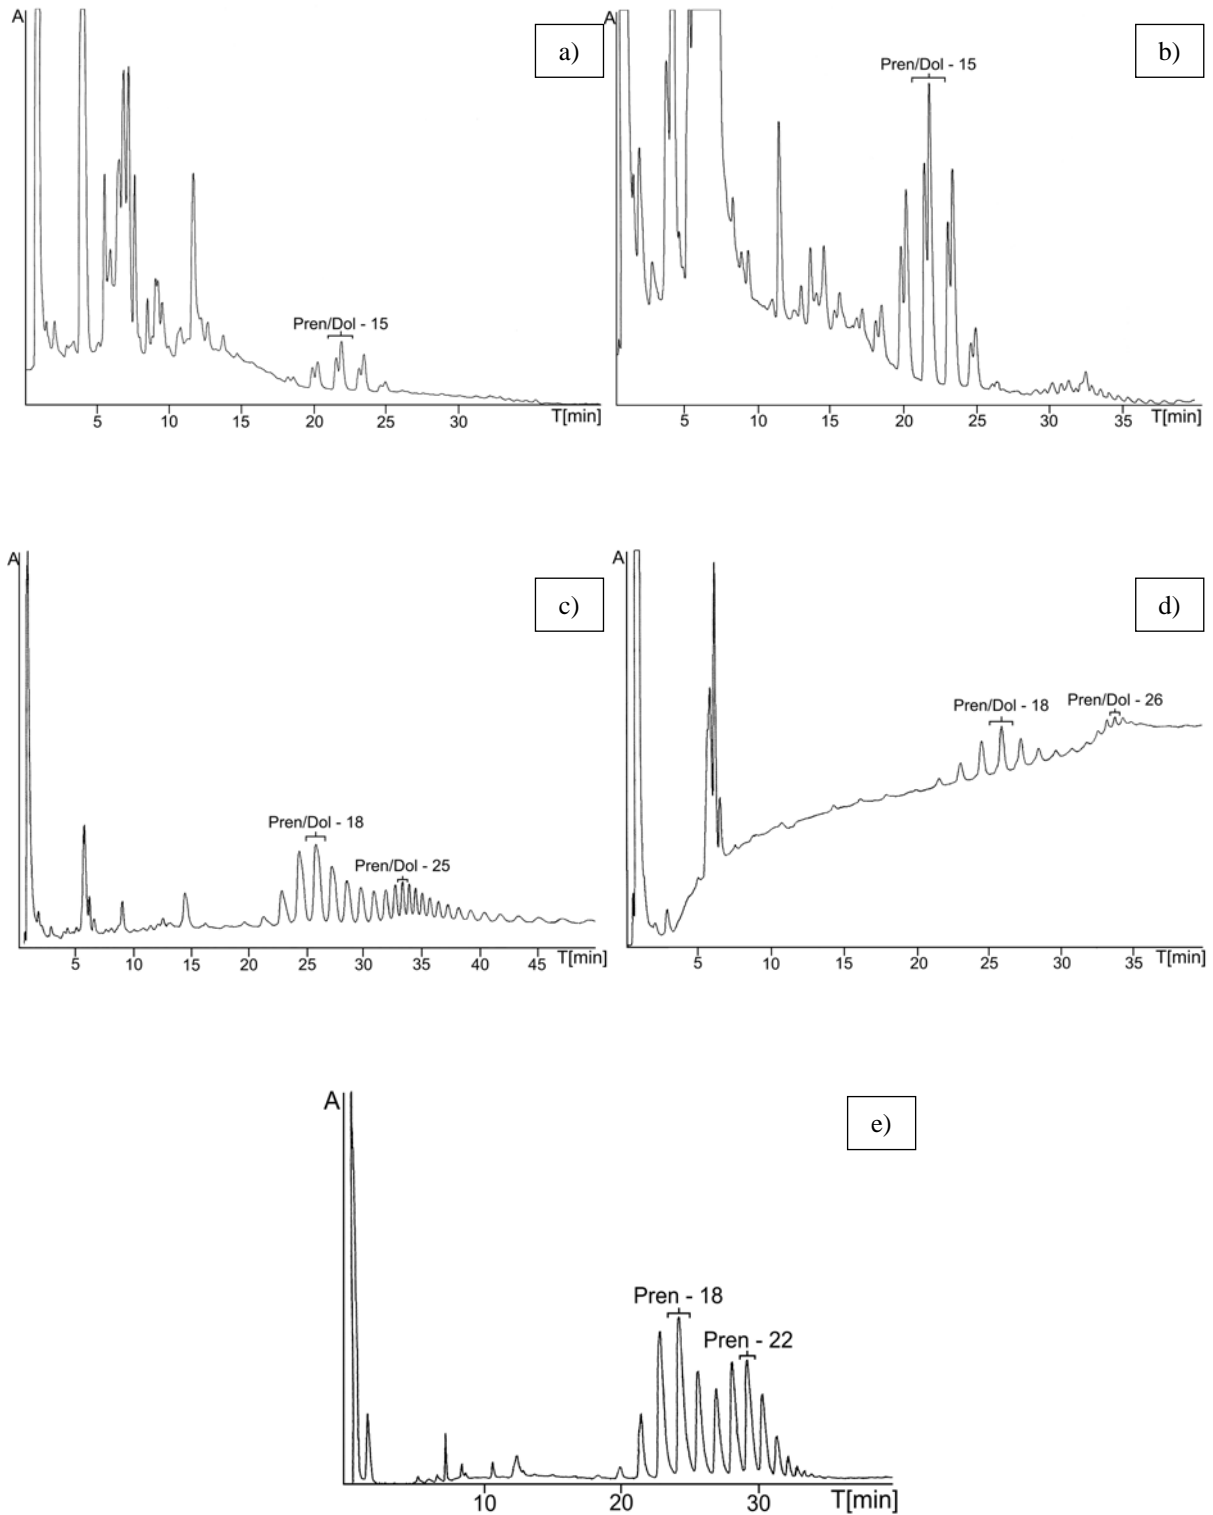 A
a)
Pren/Dol - 15
5 10 15 20 25 30 T[min]
A
b)
Pren/Dol - 15
5 10 15 20 25 30 35 T[min]
A
c)
Pren/Dol - 18
Pren/Dol - 25
5 10 15 20 25 30 35 40 45 T[min]
A
d)
Pren/Dol - 18
Pren/Dol - 26
5 10 15 20 25 30 35 T[min]
A
e)
Pren - 18
Pren - 22
10 20 30 T[min]